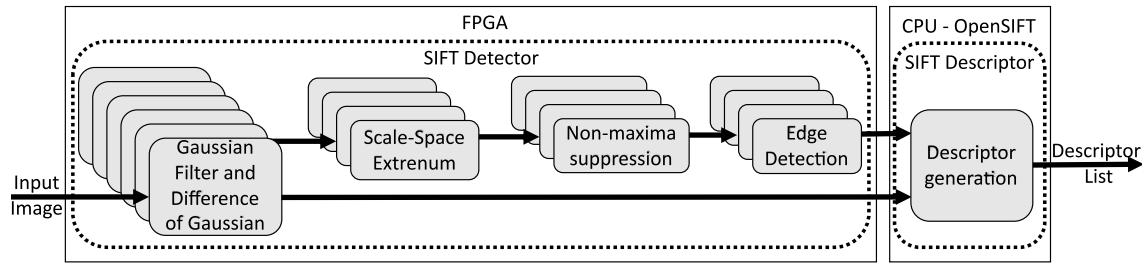 FPGA
CPU - OpenSIFT
SIFT Detector
SIFT Descriptor
Input
Image
Gaussian
Filter and
Difference
of Gaussian
Scale-Space
Extrenum
Non-maxima
suppression
Edge
Detection
Descriptor
generation
Descriptor
List